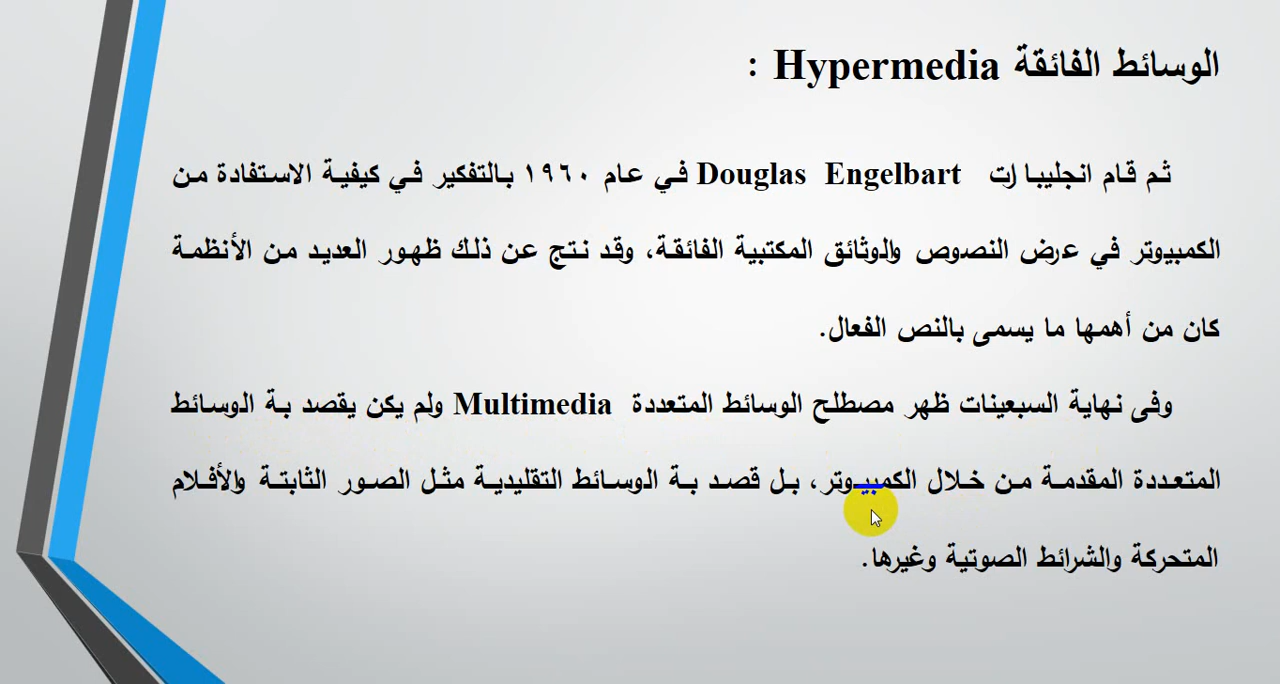 الوسائط الفائقة Hypermedia :
ثم قام انجليبارت Douglas Engelbart في عام ١٩٦٠ بالتفكير في كيفية الاستفادة من
الكمبيوتر في عرض النصوص والوثائق المكتبية الفائقة، وقد نتج عن ذلك ظهور العديد من الأنظمة
كان من أهمها ما يسمى بالنص الفعال.
وفى نهاية السبعينات ظهر مصطلح الوسائط المتعددة Multimedia ولم يكن يقصد بة الوسائط
المتعددة المقدمة من خلال الكمبيوتر، بل قصد بة الوسائط التقليدية مثل الصور الثابتة والأفلام
المتحركة والشرائط الصوتية وغيرها.